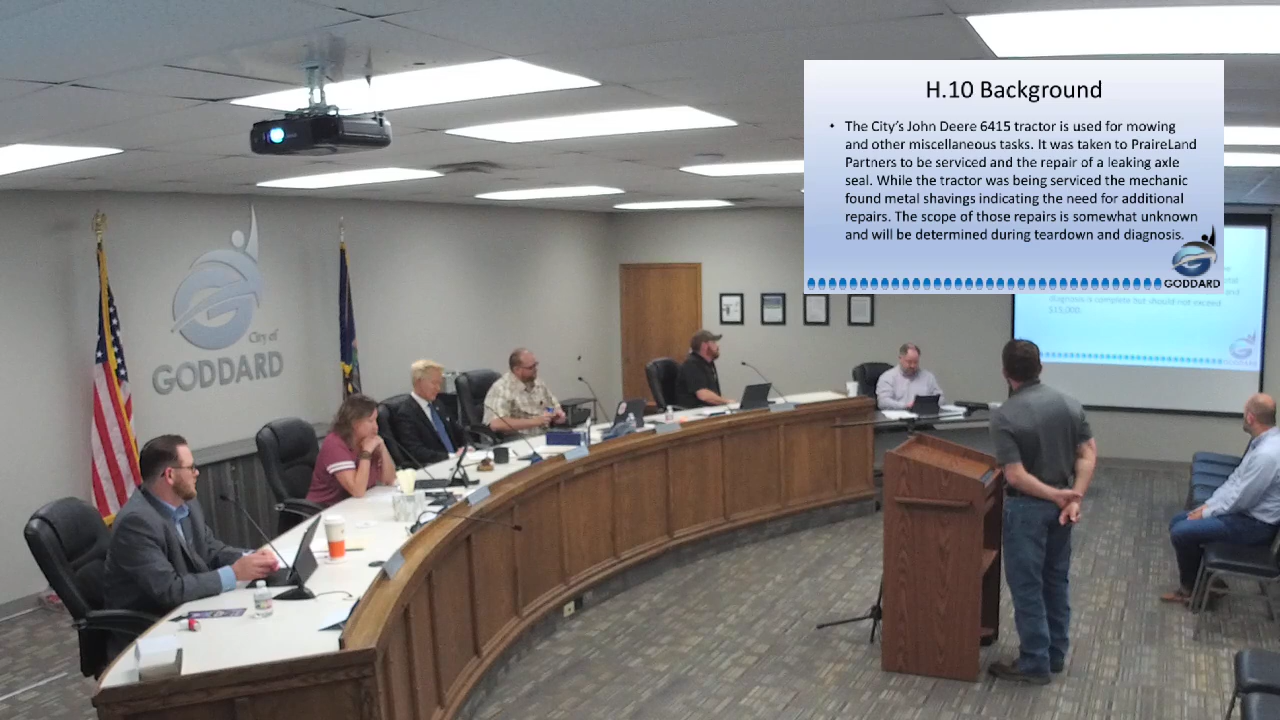 H.10 Background
• The City's John Deere 6415 tractor is used for mowing
and other miscellaneous tasks. It was taken to PraireLand
Partners to be serviced and the repair of a leaking axle
seal. While the tractor was being serviced the mechanic
found metal shavings indicating the need for additional
repairs. The scope of those repairs is somewhat unknown
and will be determined during teardown and diagnosis.
GODDARD
City of
GODDARD
diagnosis is complete but should not exceed
$15,000.